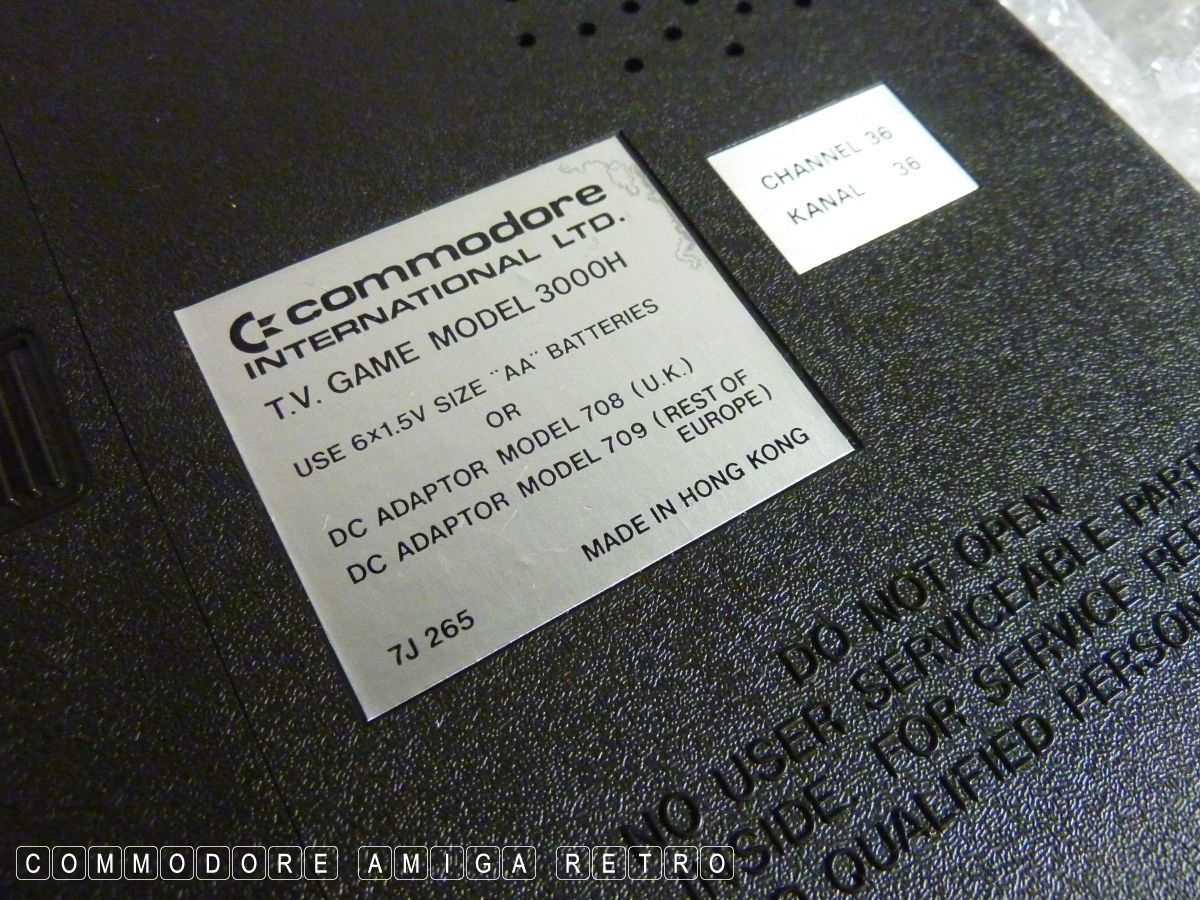 commodore
INTERNATIONAL LTD.
T.V. GAME MODEL 3000H
USE 6x1.5V SIZE ¨AA¨ BATTERIES
OR
DC ADAPTOR MODEL 708 (U.K.)
DC ADAPTOR MODEL 709 (REST OF
EUROPE)
MADE IN HONG KONG
7J 265
CHANNEL 36
KANAL 36
DO NOT OPEN
NO USER SERVICEABLE
INSIDE. FOR SERVICE
QUALIFIED
COMMODORE AMIGA RETRO